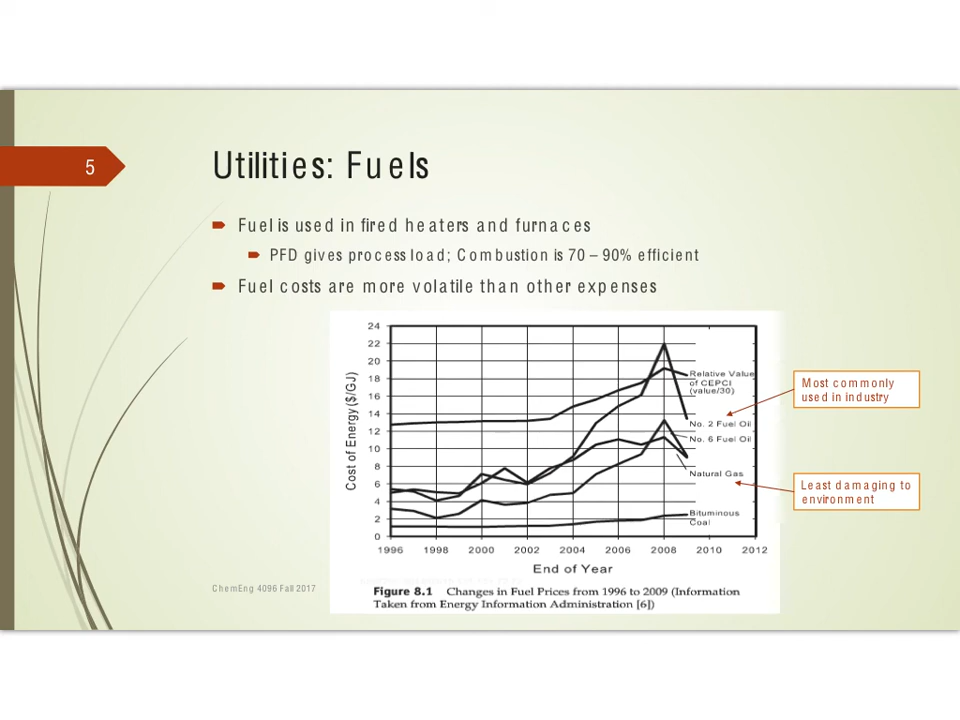 5
Utilities: Fuels
Fuel is used in fired heaters and furnaces
PFD gives process load; Combustion is 70 – 90% efficient
Fuel costs are more volatile than other expenses
Cost of Energy ($/GJ)
24
22
20
18
16
14
12
10
8
6
4
2
0
1996 1998 2000 2002 2004 2006 2008 2010 2012
End of Year
Relative Value
of CEPCI
(value/30)
No. 2 Fuel Oil
No. 6 Fuel Oil
Natural Gas
Bituminous
Coal
Most commonly
used in industry
Least damaging to
environment
Figure 8.1 Changes in Fuel Prices from 1996 to 2009 (Information
Taken from Energy Information Administration [6])
ChemEng 4096 Fall 2017